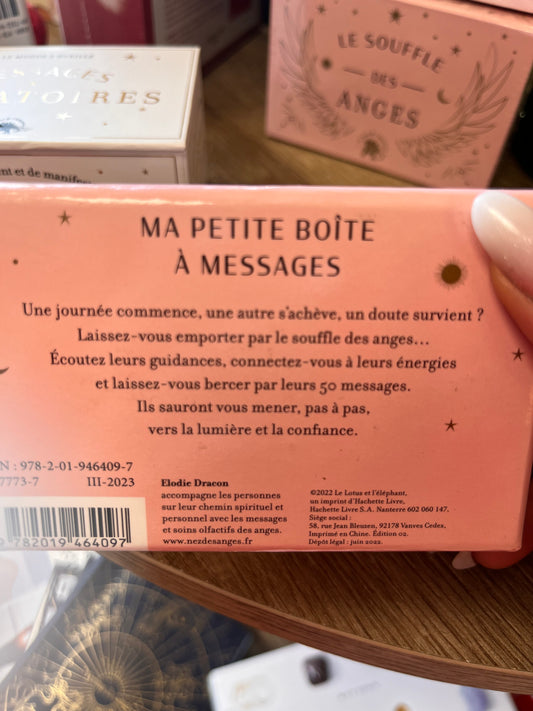 LE SOUFFLE
DES
ANGES
ATOIRES
nt et de manifes
MA PETITE BOÎTE
À MESSAGES
Une journée commence, une autre s'achève, un doute survient ?
Laissez-vous emporter par le souffle des anges...
Écoutez leurs guidances, connectez-vous à leurs énergies
et laissez-vous bercer par leurs 50 messages.
Ils sauront vous mener, pas à pas,
vers la lumière et la confiance.
N : 978-2-01-946409-7
7773-7 III-2023
9782019464097
Elodie Dracon
accompagne les personnes
sur leur chemin spirituel et
personnel avec les messages
et soins olfactifs des anges.
www.nezdesanges.fr
©2022 Le Lotus et l'éléphant,
un imprint d'Hachette Livre,
Hachette Livre S.A. Nanterre 602 060 147.
Siège social :
58, rue Jean Bleuzen, 92178 Vanves Cedex,
Imprimé en Chine. Édition 02.
Dépôt légal : juin 2022.